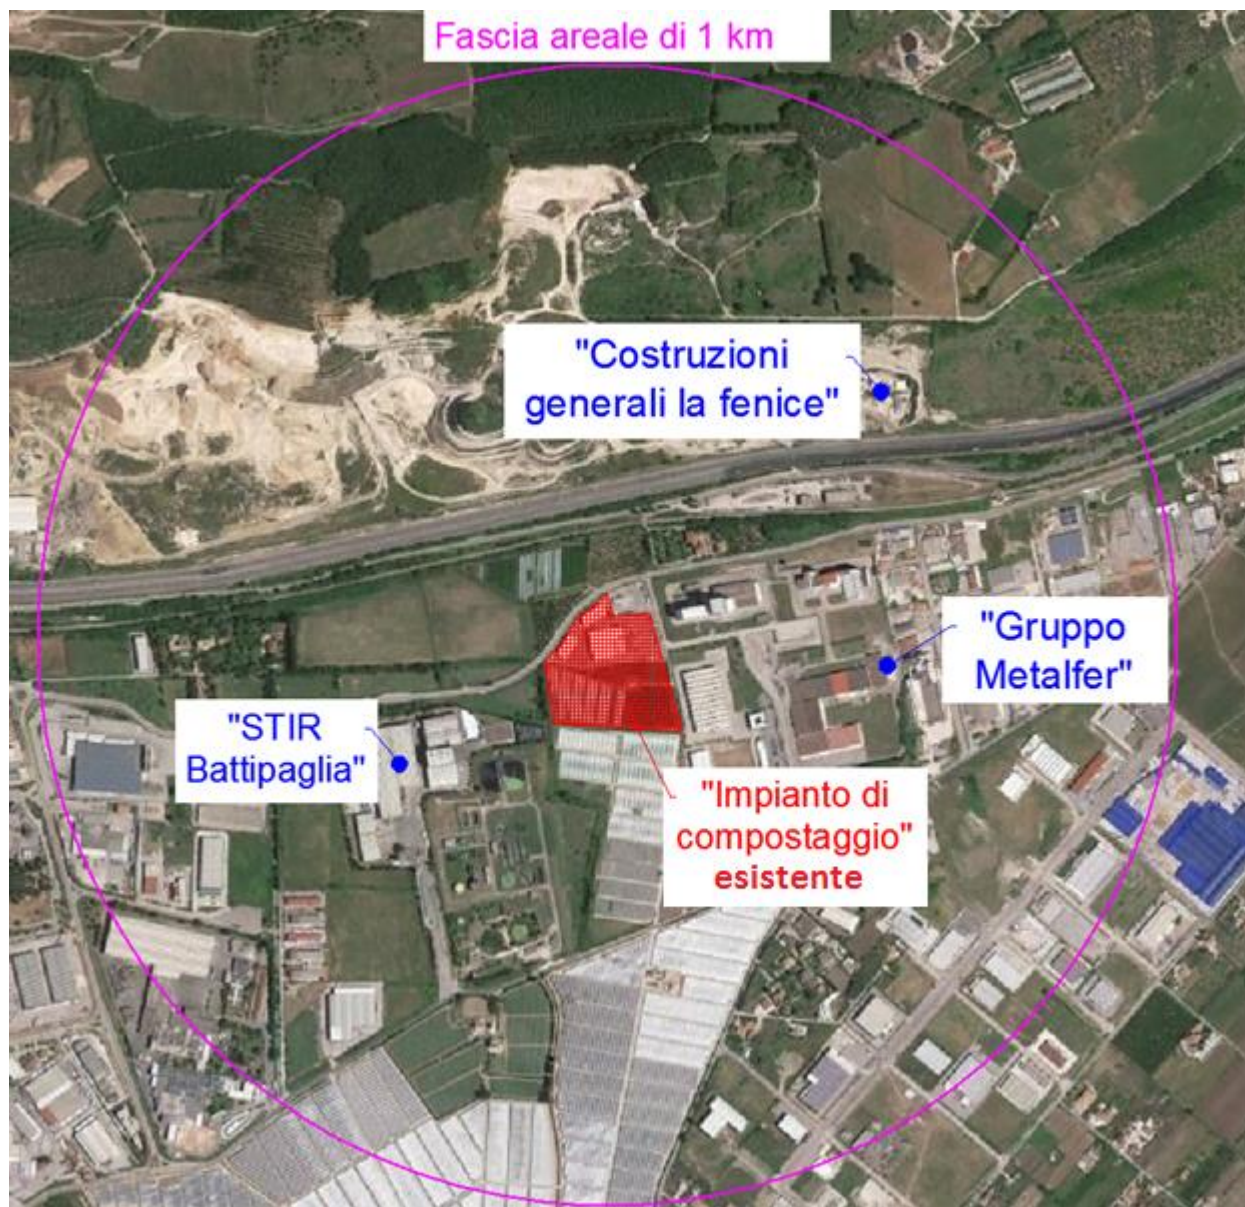 Fascia areale di 1 km
"Costruzioni
generali la fenice"
"Gruppo
Metalfer"
"STIR
Battipaglia"
"Impianto di
compostaggio"
esistente